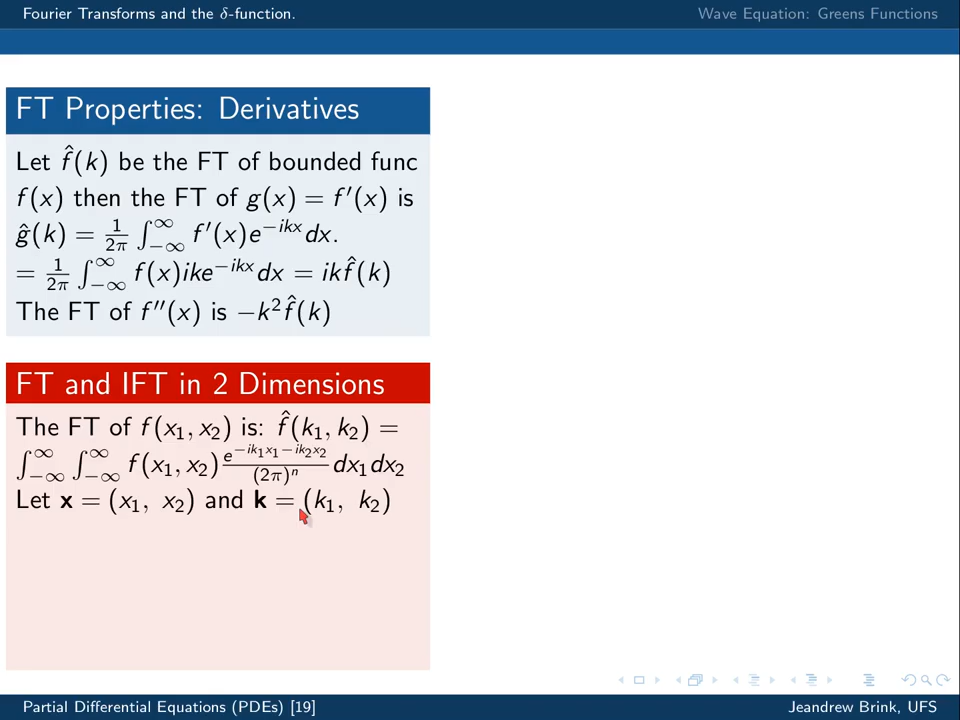 Fourier Transforms and the δ-function. Wave Equation: Greens Functions
FT Properties: Derivatives
Let f̂(k) be the FT of bounded func
f(x) then the FT of g(x) = f′(x) is
ĝ(k) = 1/2π ∫_{−∞}^{∞} f′(x)e^{−ikx}dx.
= 1/2π ∫_{−∞}^{∞} f(x)ike^{−ikx}dx = ikf̂(k)
The FT of f″(x) is −k²f̂(k)
FT and IFT in 2 Dimensions
The FT of f(x₁, x₂) is: f̂(k₁, k₂) =
∫_{−∞}^{∞} ∫_{−∞}^{∞} f(x₁, x₂) e^{−ik₁x₁−ik₂x₂}/(2π)ⁿ dx₁dx₂
Let x = (x₁, x₂) and k = (k₁, k₂)
Partial Differential Equations (PDEs) [19] Jeandrew Brink, UFS